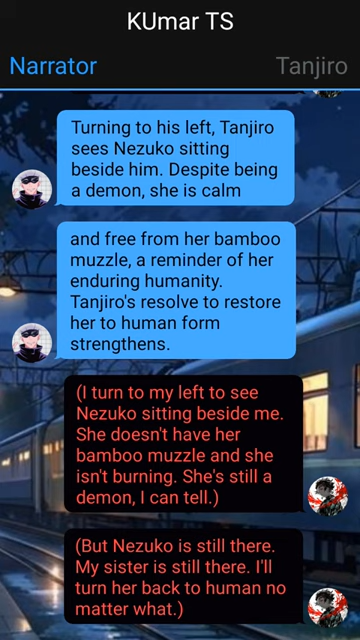 KUmar TS
Narrator
Tanjiro
Turning to his left, Tanjiro
sees Nezuko sitting
beside him. Despite being
a demon, she is calm
and free from her bamboo
muzzle, a reminder of her
enduring humanity.
Tanjiro's resolve to restore
her to human form
strengthens.
(I turn to my left to see
Nezuko sitting beside me.
She doesn't have her
bamboo muzzle and she
isn't burning. She's still a
demon, I can tell.)
(But Nezuko is still there.
My sister is still there. I'll
turn her back to human no
matter what.)